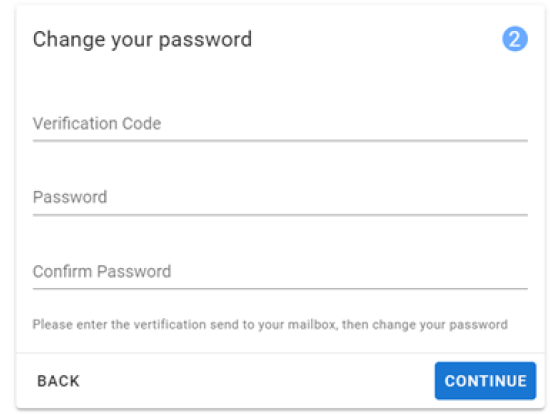 Change your password
2
Verification Code
Password
Confirm Password
Please enter the vertification send to your mailbox, then change your password
BACK
CONTINUE